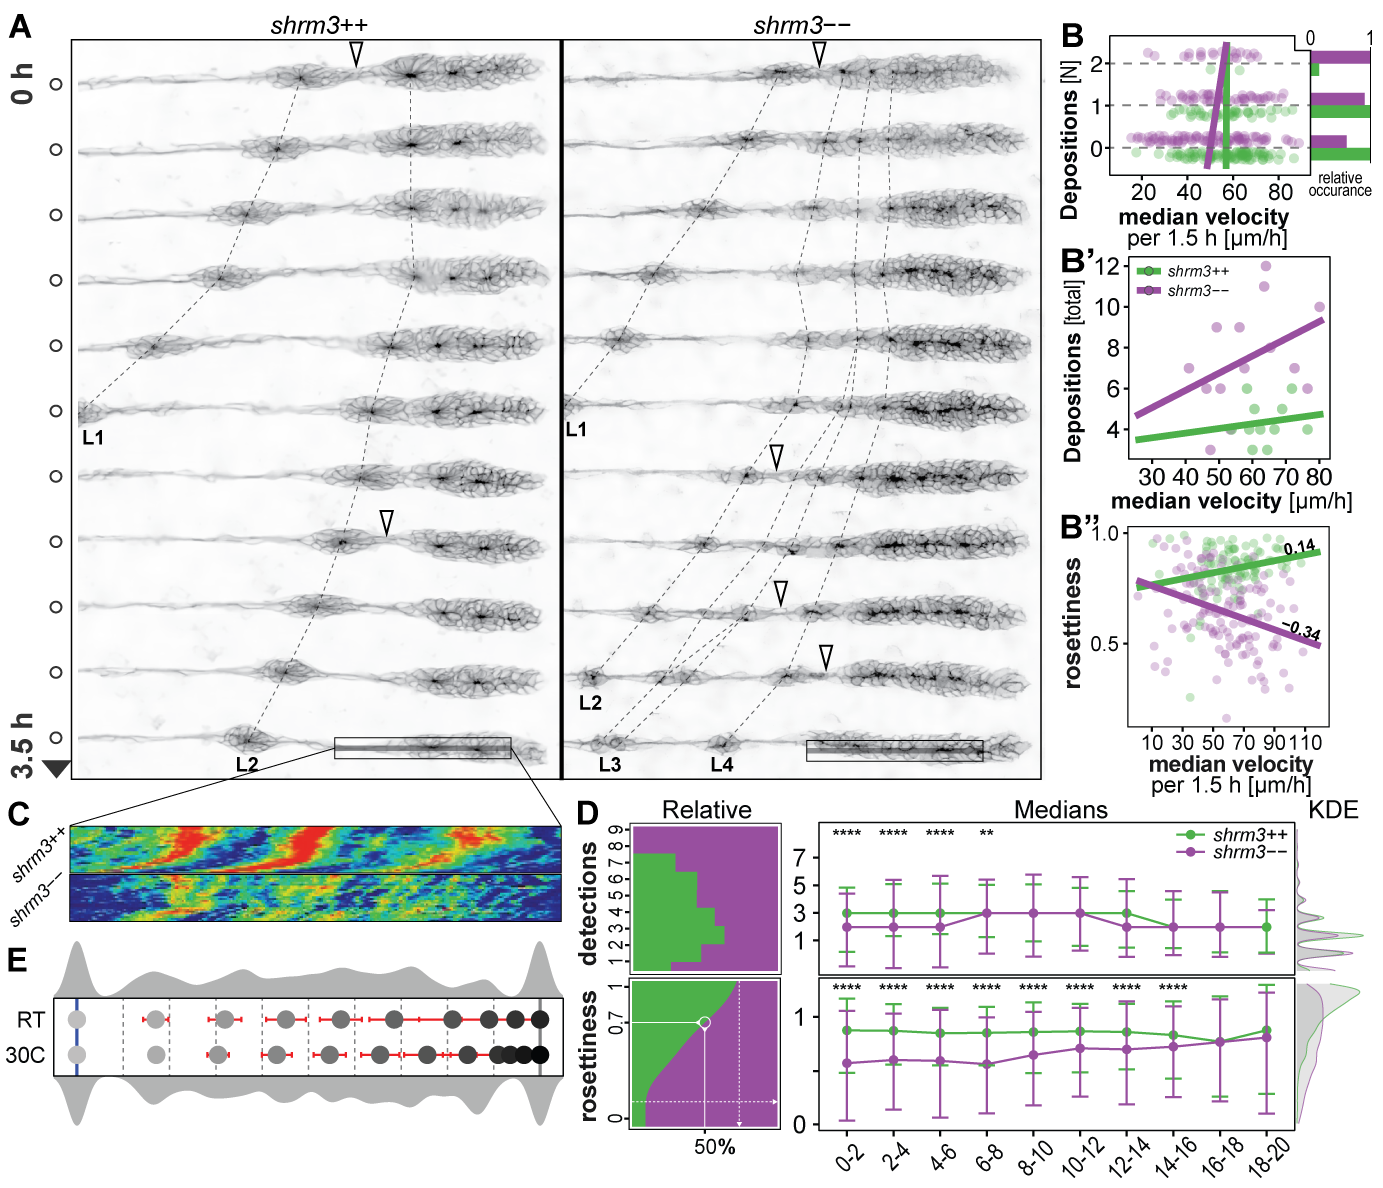 A
shrm3++
shrm3−−
0 h
3.5 h
L1
L2
L1
L2
L3
L4
B
Depositions [N]
2
1
0
20 40 60 80
median velocity
per 1.5 h [µm/h]
0 1
relative
occurance
B'
Depositions [total]
12
10
8
6
4
shrm3++
shrm3−−
30 40 50 60 70 80
median velocity [µm/h]
B''
rosettiness
1.0
0.5
0.14
−0.34
10 30 50 70 90 110
median velocity
per 1.5 h [µm/h]
C
shrm3++
shrm3−−
D
Relative
Medians
KDE
detections
9
8
7
6
5
4
3
2
1
**** **** **** **
shrm3++
shrm3−−
7
5
3
1
rosettiness
1
0.7
0
50%
**** **** **** **** **** **** **** ****
1
0
0-2 2-4 4-6 6-8 8-10 10-12 12-14 14-16 16-18 18-20
E
RT
30C